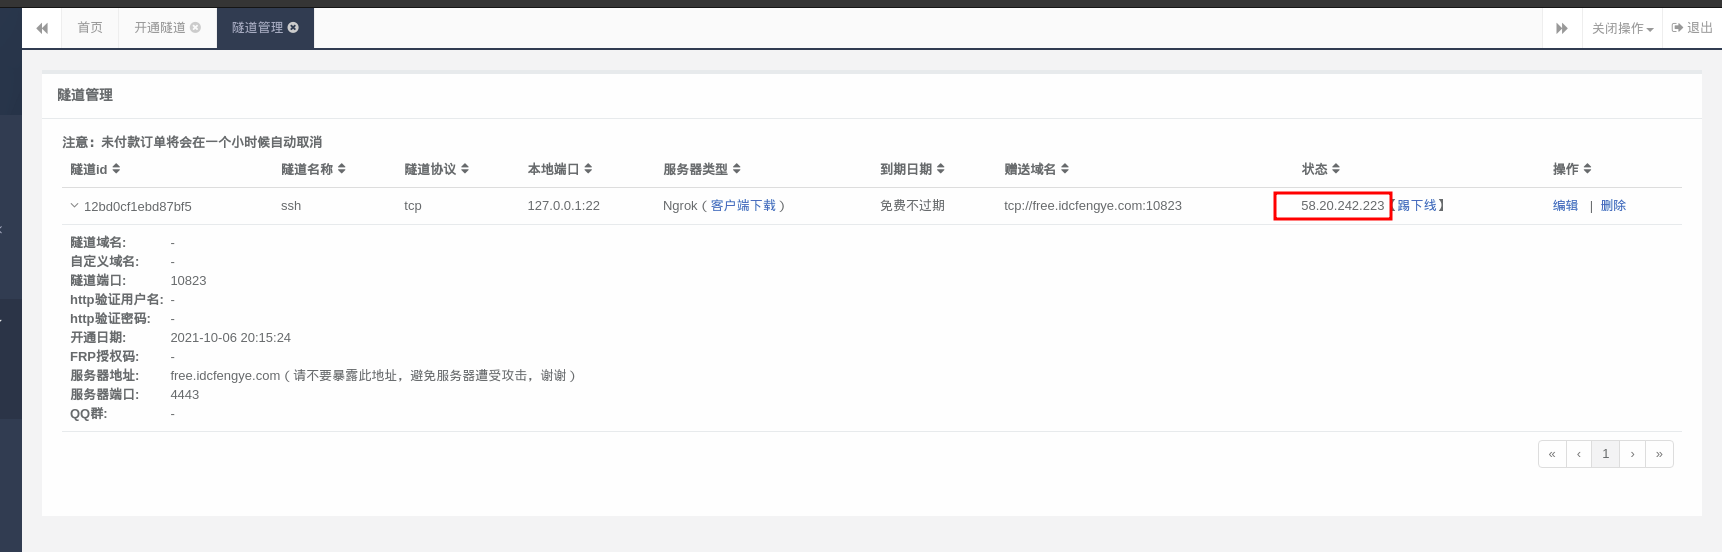 首页 开通隧道 隧道管理 关闭操作 退出
隧道管理
注意：未付款订单将会在一个小时候自动取消
隧道id 隧道名称 隧道协议 本地端口 服务器类型 到期日期 赠送域名 状态 操作
12bd0cf1ebd87bf5 ssh tcp 127.0.0.1:22 Ngrok（客户端下载） 免费不过期 tcp://free.idcfengye.com:10823 58.20.242.223【踢下线】 编辑 | 删除
隧道域名: -
自定义域名: -
隧道端口: 10823
http验证用户名: -
http验证密码: -
开通日期: 2021-10-06 20:15:24
FRP授权码: -
服务器地址: free.idcfengye.com（请不要暴露此地址，避免服务器遭受攻击，谢谢）
服务器端口: 4443
QQ群: -
« ‹ 1 › »